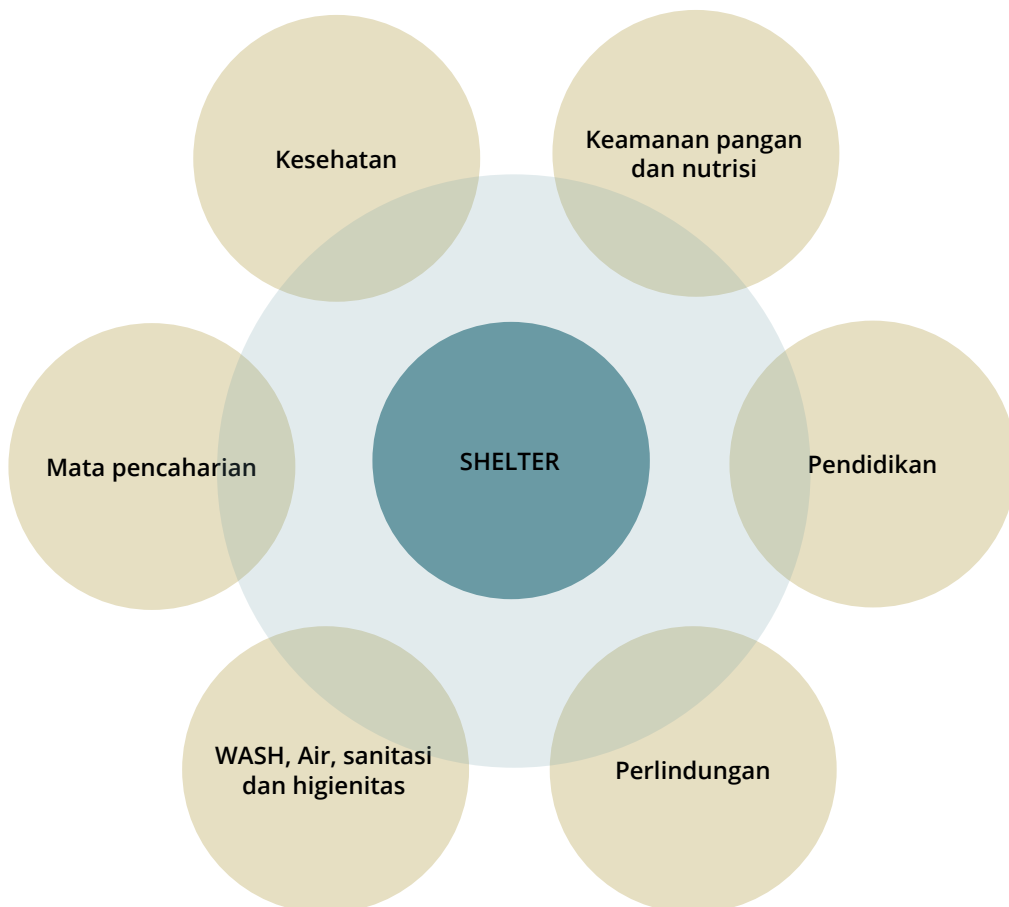 Kesehatan
Keamanan pangan
dan nutrisi
Mata pencaharian
SHELTER
Pendidikan
WASH, Air, sanitasi
dan higienitas
Perlindungan